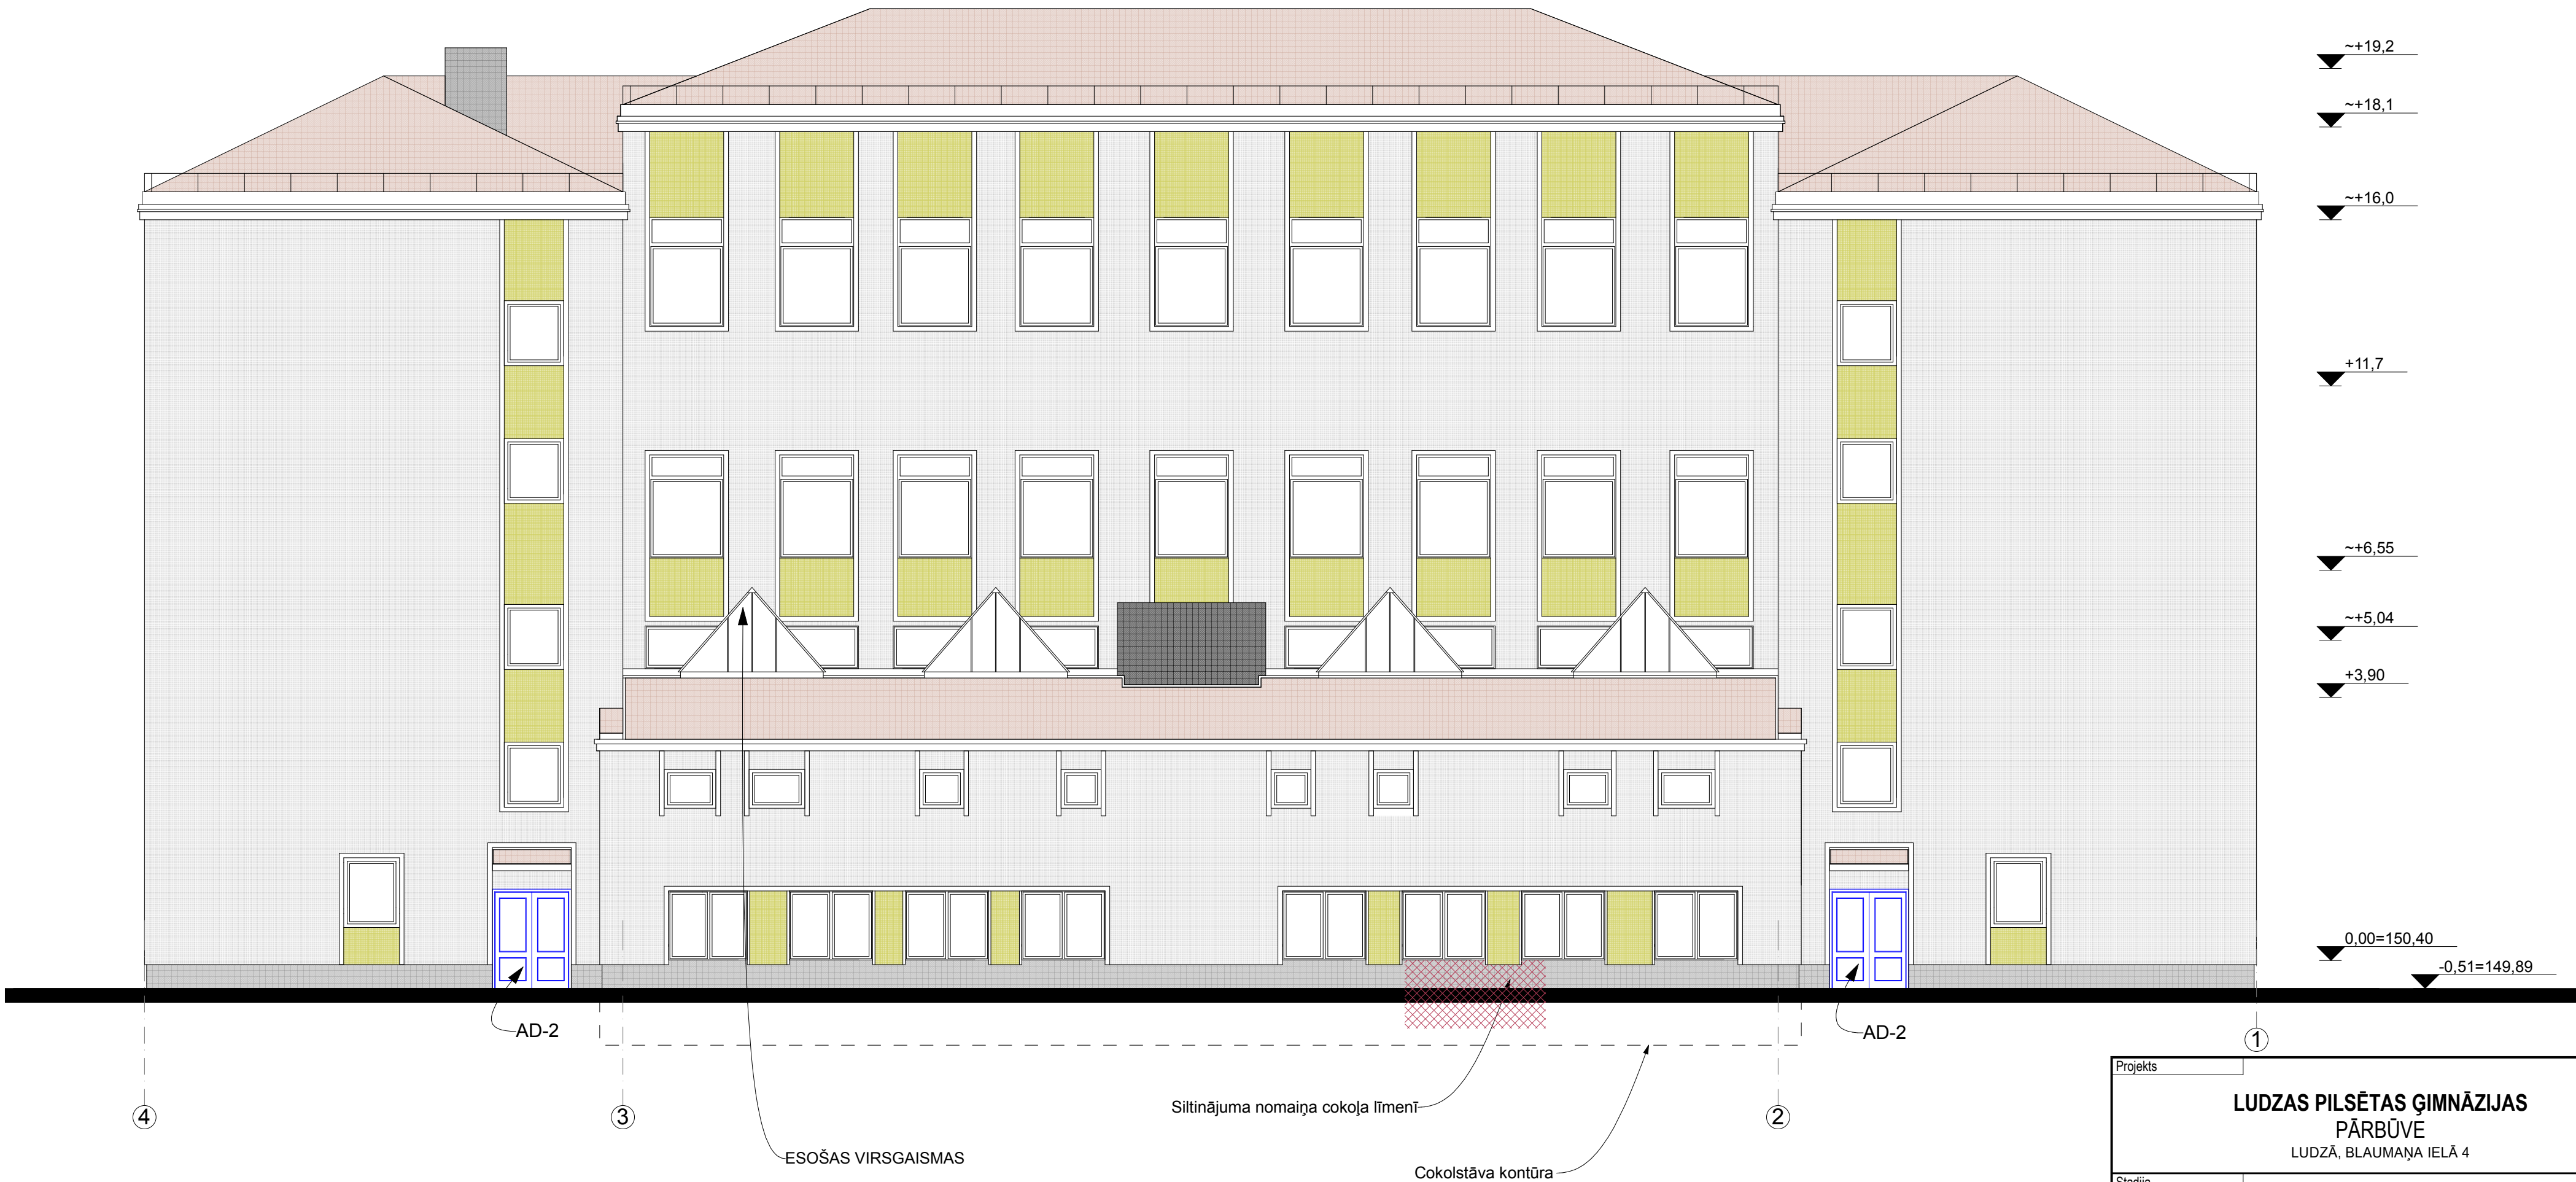 ~+19,2
~+18,1
~+16,0
+11,7
~+6,55
~+5,04
+3,90
0,00=150,40
-0,51=149,89
AD-2
AD-2
1
4
3
2
Siltinājuma nomaiņa cokoļa līmenī
ESOŠAS VIRSGAISMAS
Cokolstāva kontūra
Projekts
LUDZAS PILSĒTAS ĢIMNĀZIJAS
PĀRBŪVE
LUDZĀ, BLAUMAŅA IELĀ 4
Stadija